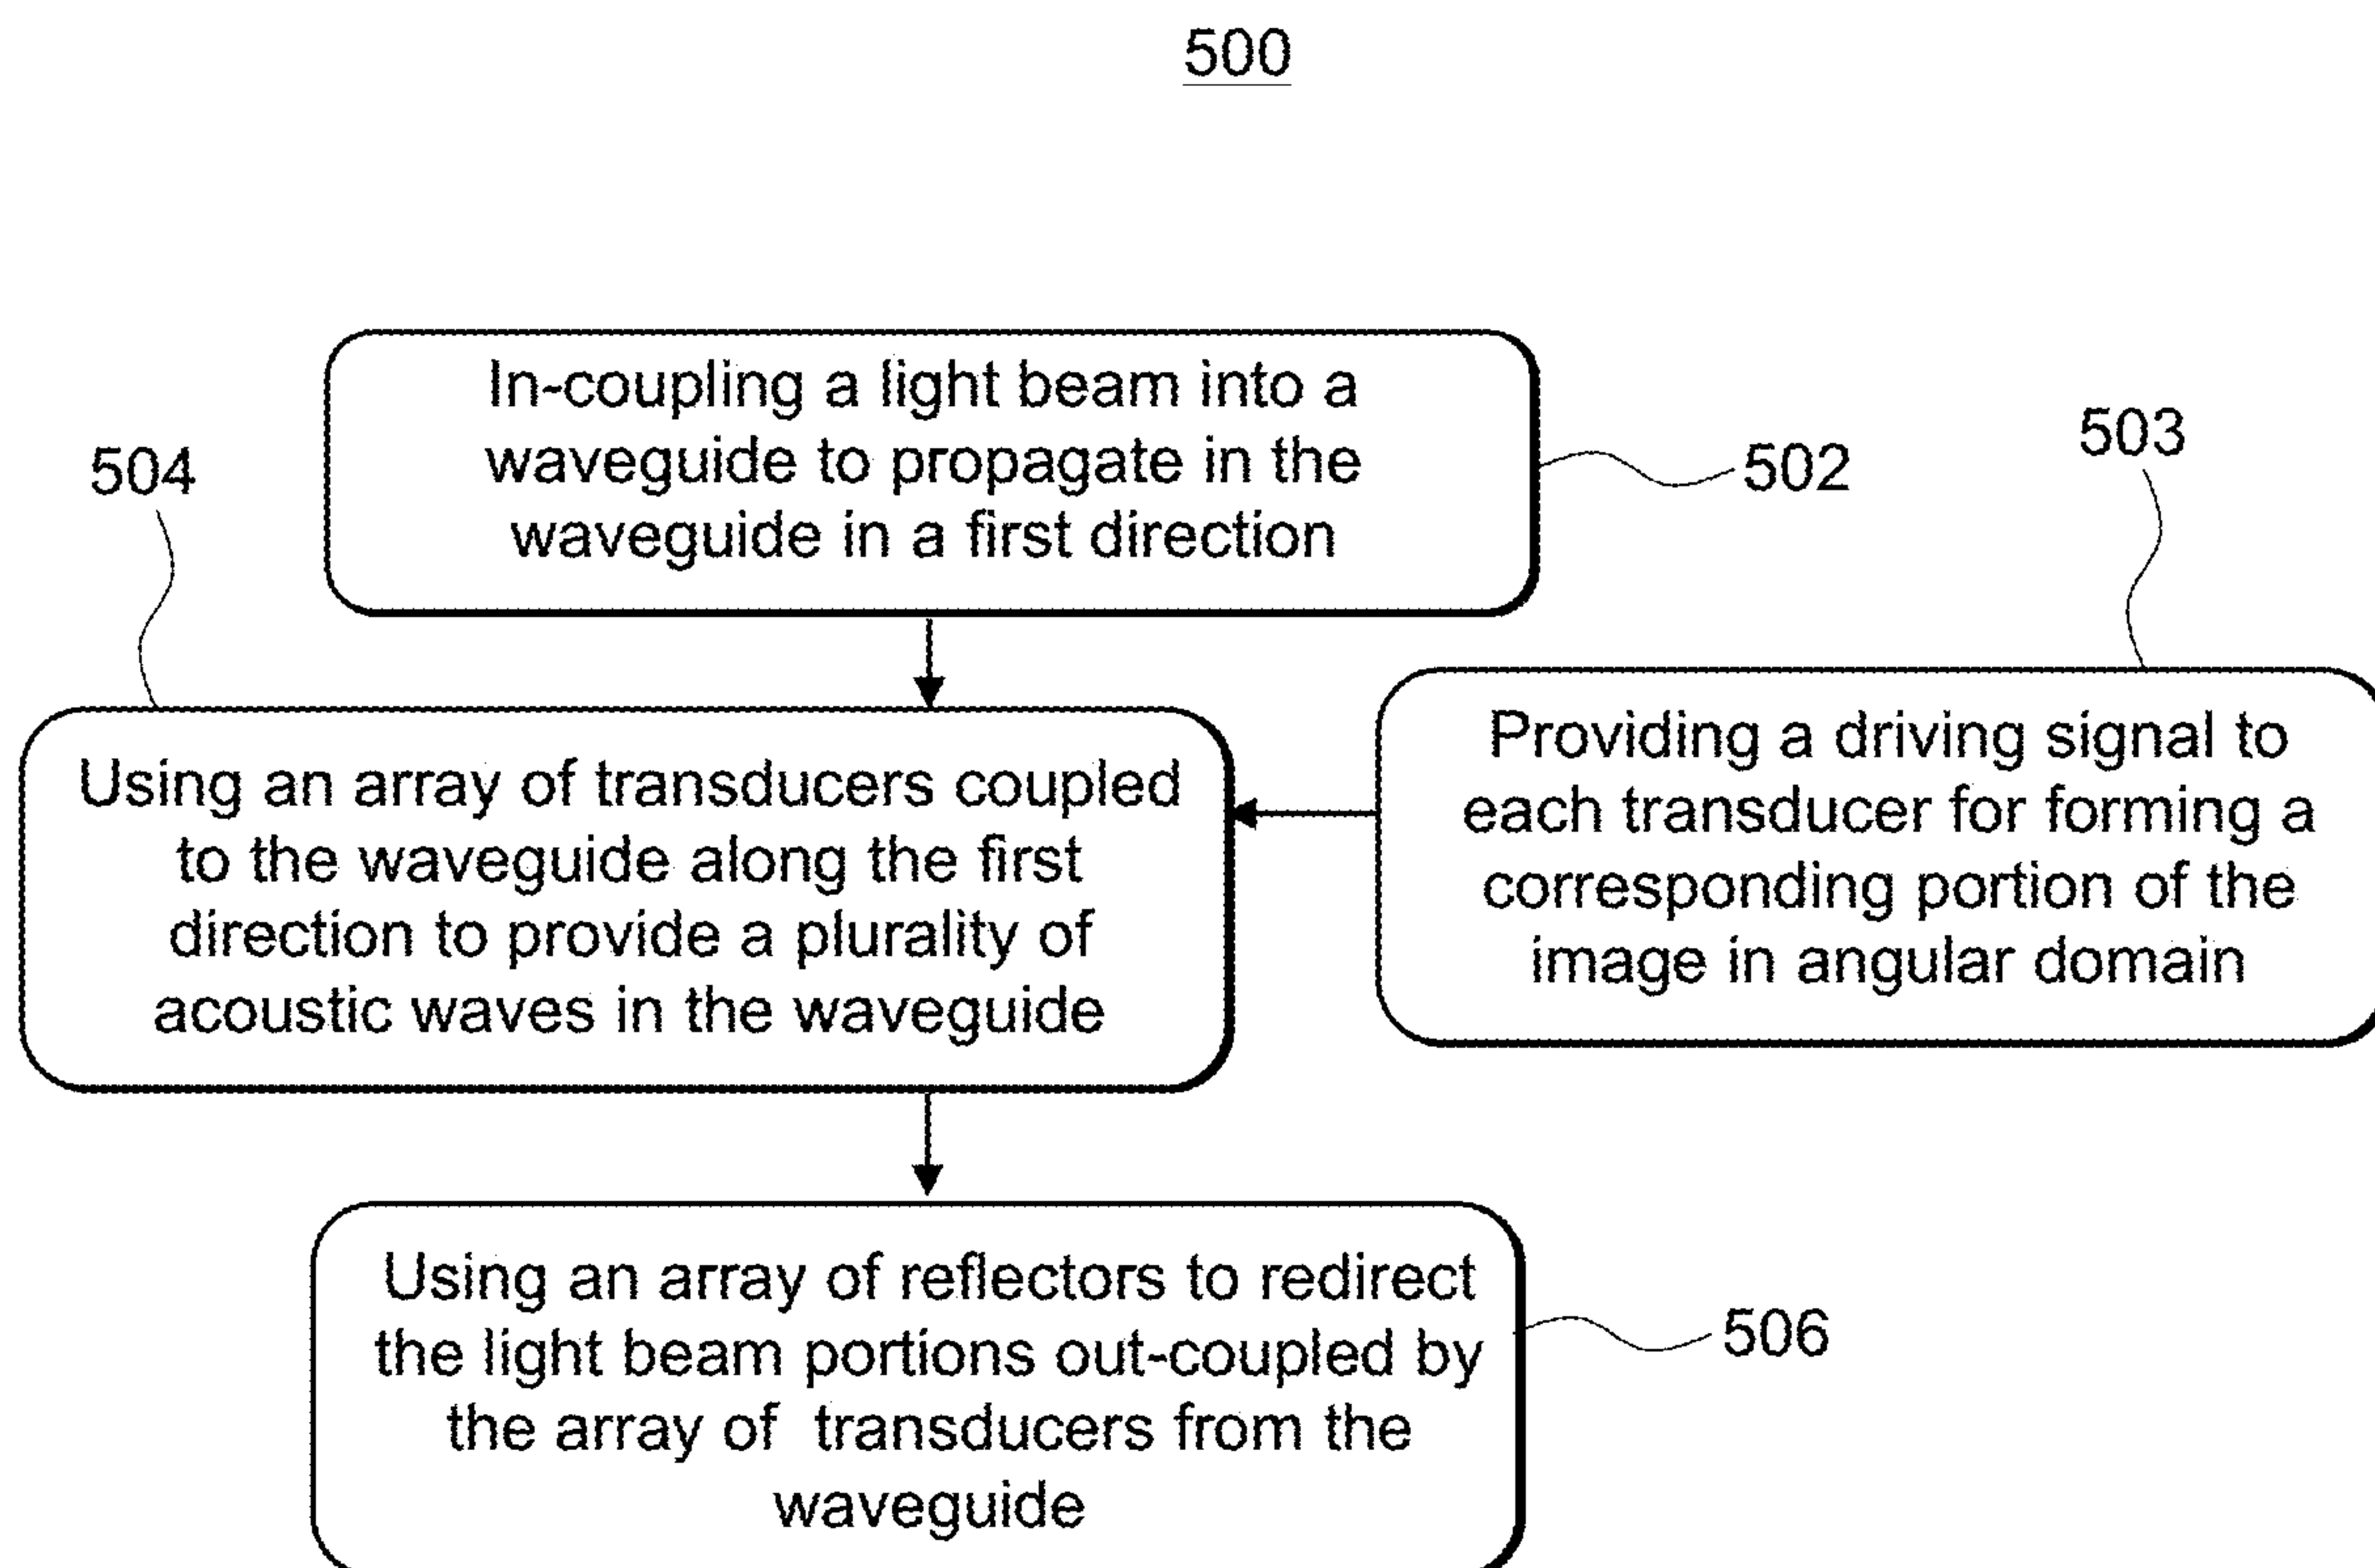 500
In-coupling a light beam into a
waveguide to propagate in the
waveguide in a first direction
502
503
504
Using an array of transducers coupled
to the waveguide along the first
direction to provide a plurality of
acoustic waves in the waveguide
Providing a driving signal to
each transducer for forming a
corresponding portion of the
image in angular domain
Using an array of reflectors to redirect
the light beam portions out-coupled by
the array of transducers from the
waveguide
506